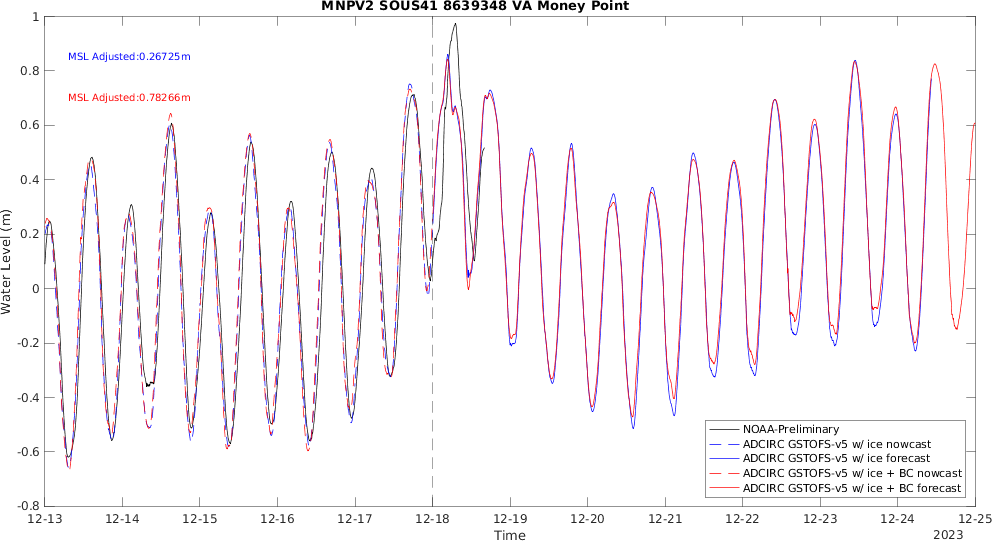 MNPV2 SOUS41 8639348 VA Money Point
MSL Adjusted:0.26725m
MSL Adjusted:0.78266m
Water Level (m)
1
0.8
0.6
0.4
0.2
0
-0.2
-0.4
-0.6
-0.8
NOAA-Preliminary
ADCIRC GSTOFS-v5 w/ ice nowcast
ADCIRC GSTOFS-v5 w/ ice forecast
ADCIRC GSTOFS-v5 w/ ice + BC nowcast
ADCIRC GSTOFS-v5 w/ ice + BC forecast
12-13 12-14 12-15 12-16 12-17 12-18 12-19 12-20 12-21 12-22 12-23 12-24 12-25
Time
2023